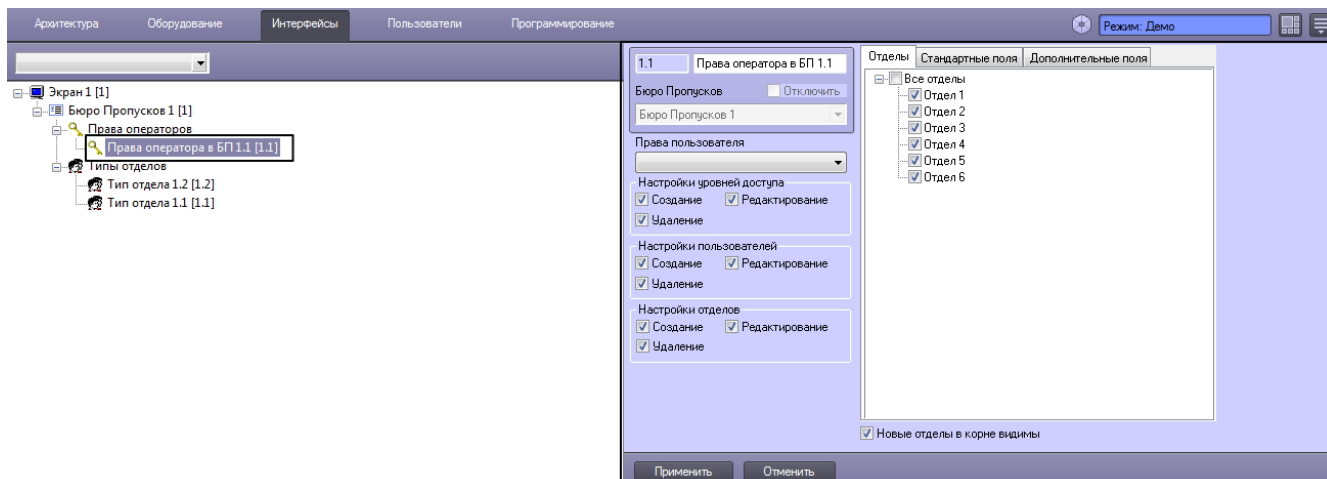 Архитектура Оборудование Интерфейсы Пользователи Программирование Режим: Демо
Экран 1 [1]
Бюро Пропусков 1 [1]
Права операторов
Права оператора в БП 1.1 [1.1]
Типы отделов
Тип отдела 1.2 [1.2]
Тип отдела 1.1 [1.1]
1.1 Права оператора в БП 1.1
Бюро Пропусков Отключить
Бюро Пропусков 1
Права пользователя
Настройки уровней доступа
Создание Редактирование
Удаление
Настройки пользователей
Создание Редактирование
Удаление
Настройки отделов
Создание Редактирование
Удаление
Отделы Стандартные поля Дополнительные поля
Все отделы
Отдел 1
Отдел 2
Отдел 3
Отдел 4
Отдел 5
Отдел 6
Новые отделы в корне видимы
Применить Отменить